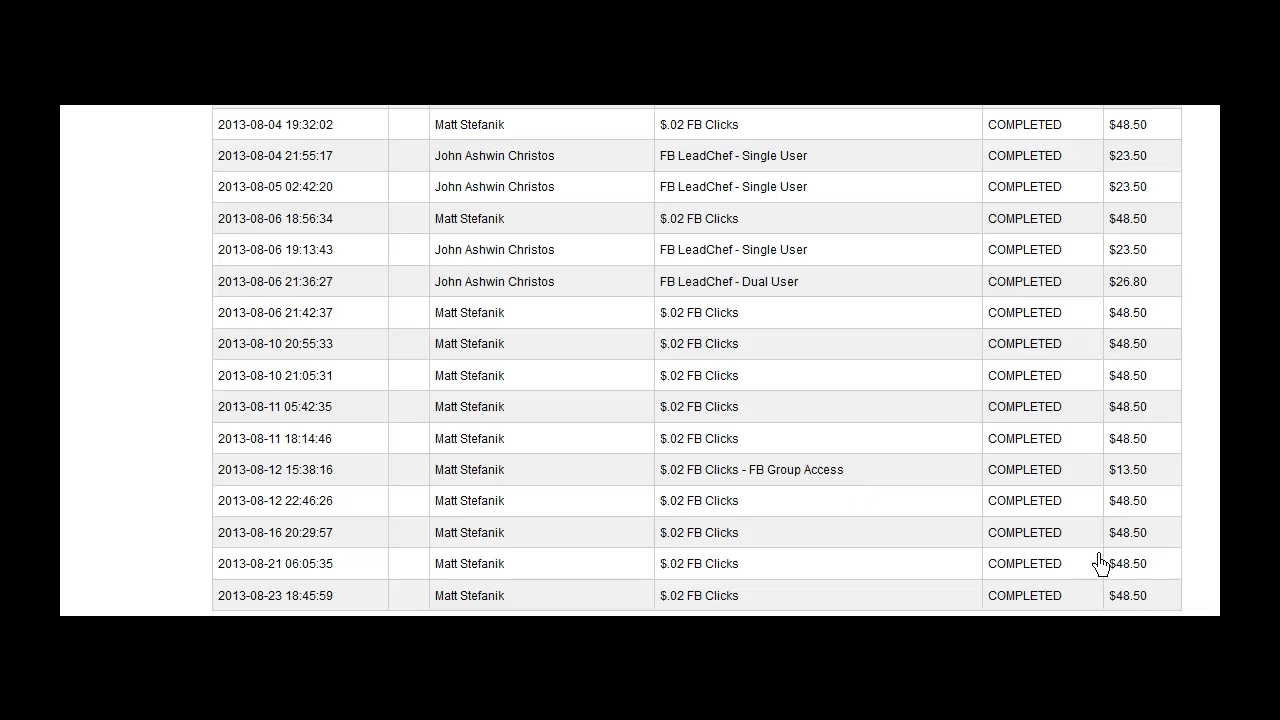 2013-08-04 19:32:02 Matt Stefanik $.02 FB Clicks COMPLETED $48.50
2013-08-04 21:55:17 John Ashwin Christos FB LeadChef - Single User COMPLETED $23.50
2013-08-05 02:42:20 John Ashwin Christos FB LeadChef - Single User COMPLETED $23.50
2013-08-06 18:56:34 Matt Stefanik $.02 FB Clicks COMPLETED $48.50
2013-08-06 19:13:43 John Ashwin Christos FB LeadChef - Single User COMPLETED $23.50
2013-08-06 21:36:27 John Ashwin Christos FB LeadChef - Dual User COMPLETED $26.80
2013-08-06 21:42:37 Matt Stefanik $.02 FB Clicks COMPLETED $48.50
2013-08-10 20:55:33 Matt Stefanik $.02 FB Clicks COMPLETED $48.50
2013-08-10 21:05:31 Matt Stefanik $.02 FB Clicks COMPLETED $48.50
2013-08-11 05:42:35 Matt Stefanik $.02 FB Clicks COMPLETED $48.50
2013-08-11 18:14:46 Matt Stefanik $.02 FB Clicks COMPLETED $48.50
2013-08-12 15:38:16 Matt Stefanik $.02 FB Clicks - FB Group Access COMPLETED $13.50
2013-08-12 22:46:26 Matt Stefanik $.02 FB Clicks COMPLETED $48.50
2013-08-16 20:29:57 Matt Stefanik $.02 FB Clicks COMPLETED $48.50
2013-08-21 06:05:35 Matt Stefanik $.02 FB Clicks COMPLETED $48.50
2013-08-23 18:45:59 Matt Stefanik $.02 FB Clicks COMPLETED $48.50